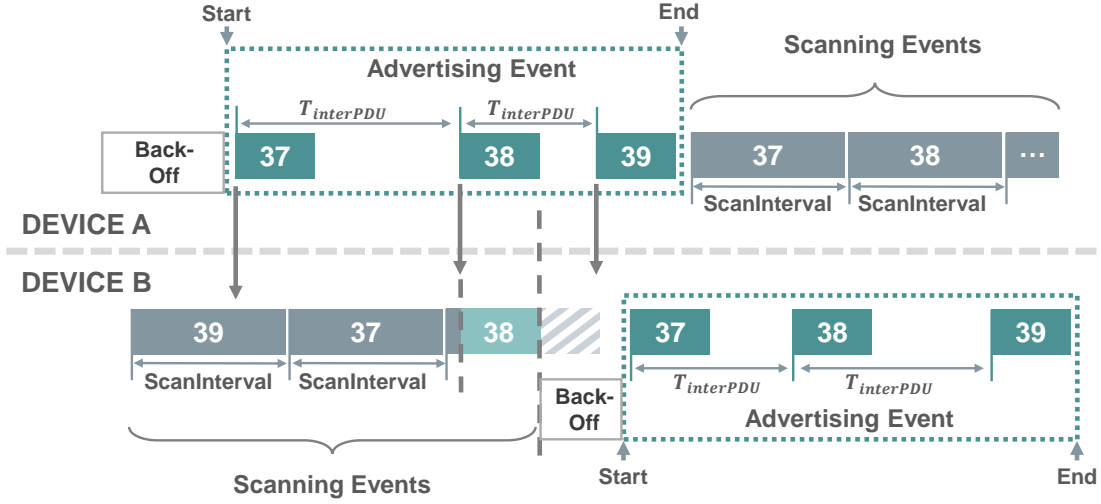 Start
End
Scanning Events
Advertising Event
T_interPDU
T_interPDU
Back-
Off
37
38
39
37
38
...
ScanInterval
ScanInterval
DEVICE A
DEVICE B
39
37
38
37
38
39
ScanInterval
ScanInterval
T_interPDU
T_interPDU
Back-
Off
Advertising Event
Start
End
Scanning Events